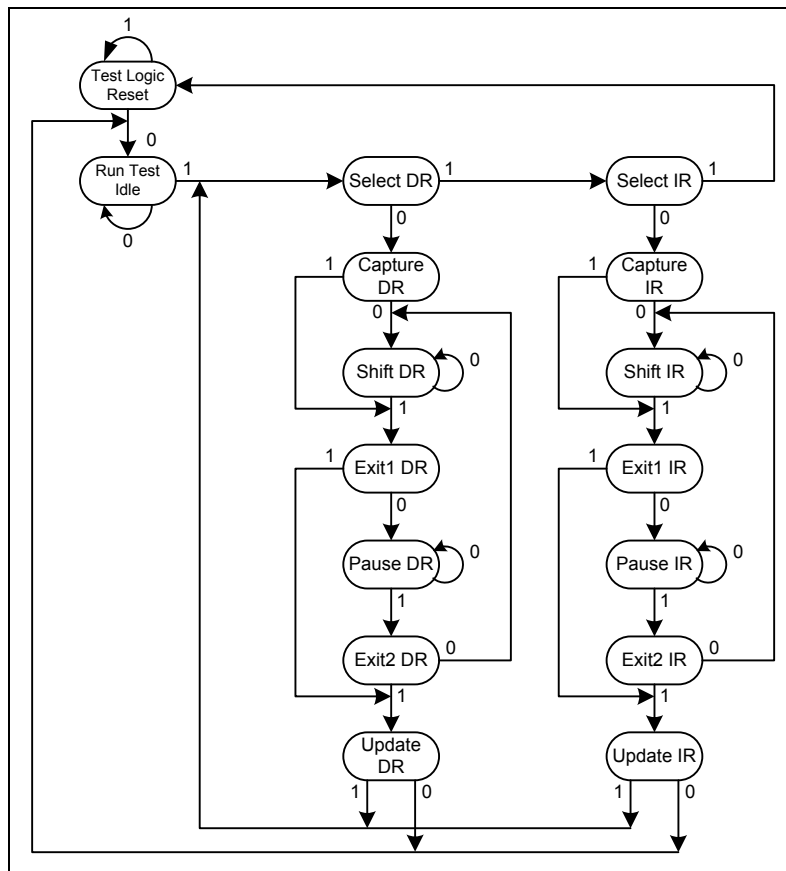 1
Test Logic
Reset
0
Run Test
Idle
1
0
Select DR
1
Select IR
1
0
0
1
Capture
DR
1
Capture
IR
0
0
Shift DR
0
Shift IR
0
1
1
1
Exit1 DR
1
Exit1 IR
0
0
Pause DR
0
Pause IR
0
1
1
Exit2 DR
0
Exit2 IR
0
1
1
Update
DR
Update IR
1
0
1
0